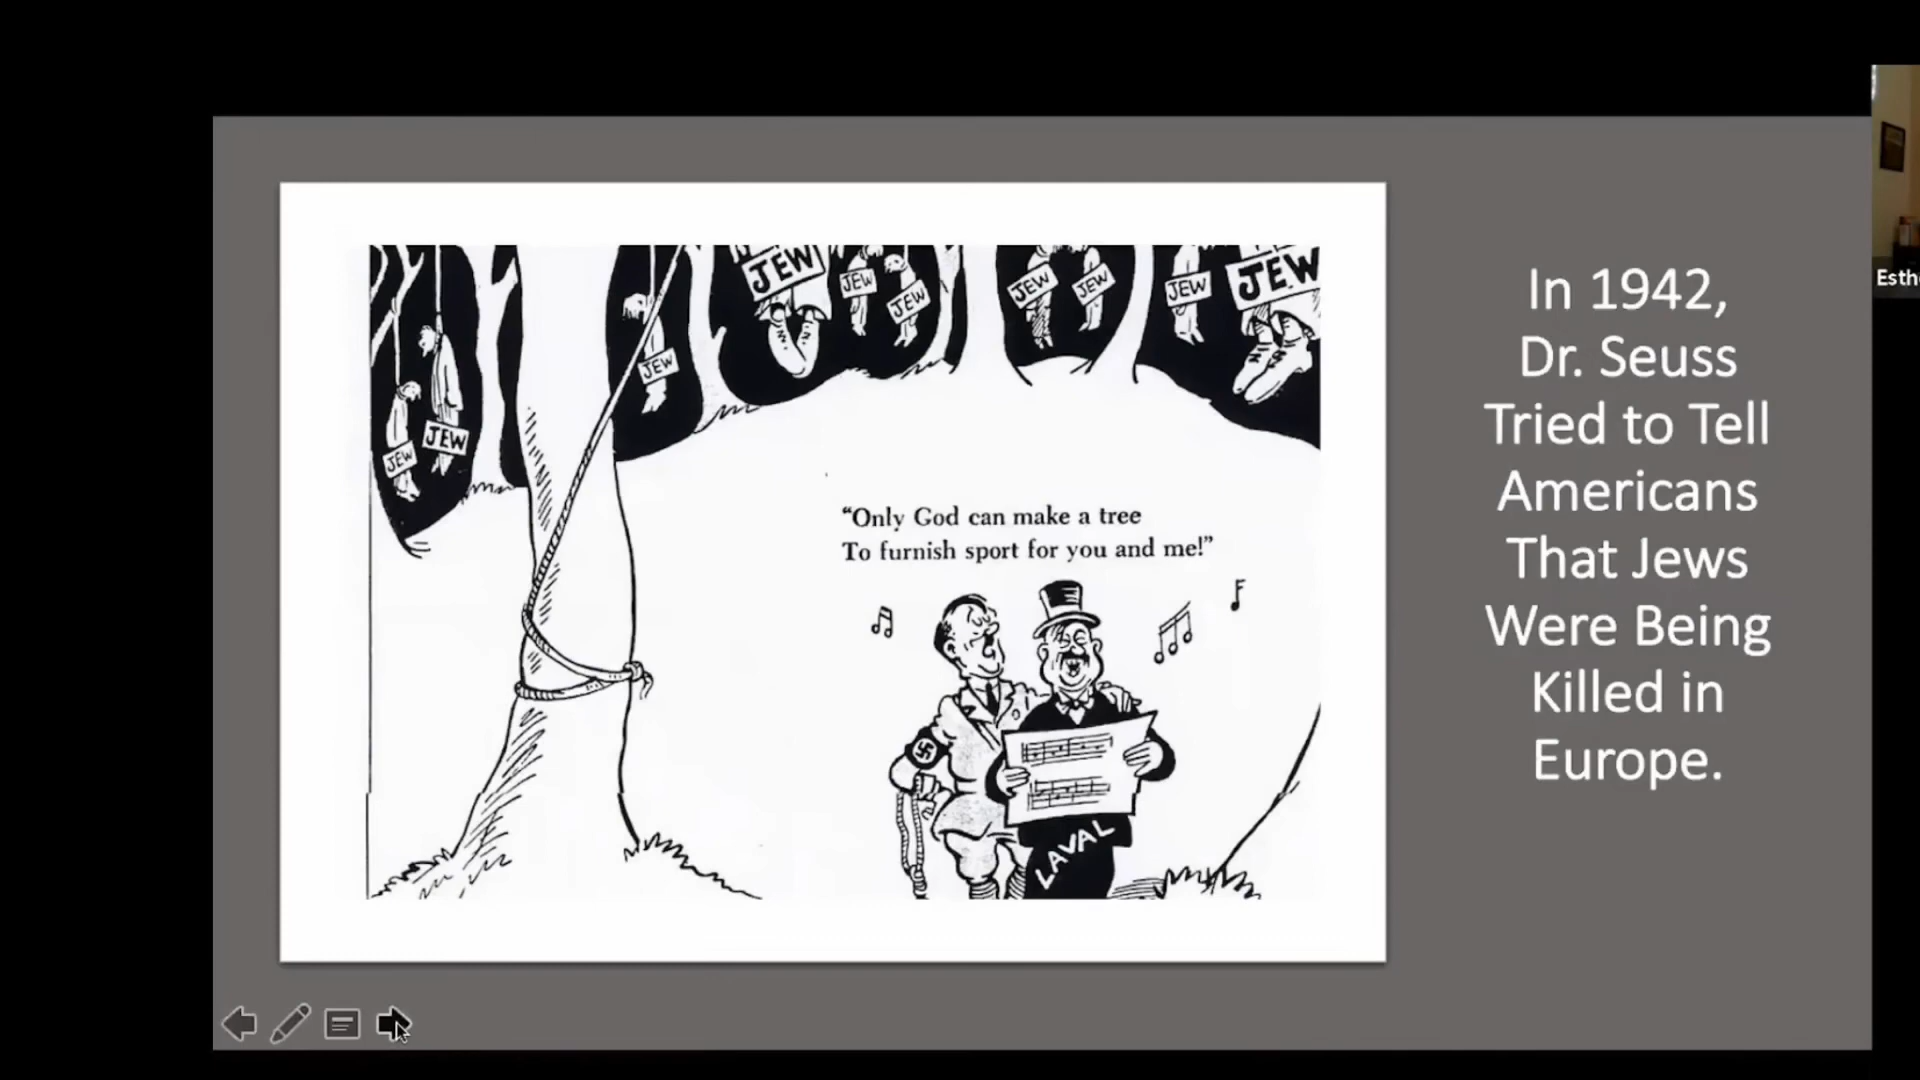 JEW
JEW
JEW
JEW
JEW
JEW
JEW
JEW
JEW
JEW
"Only God can make a tree
To furnish sport for you and me!"
LAVAL
In 1942,
Dr. Seuss
Tried to Tell
Americans
That Jews
Were Being
Killed in
Europe.
Esth